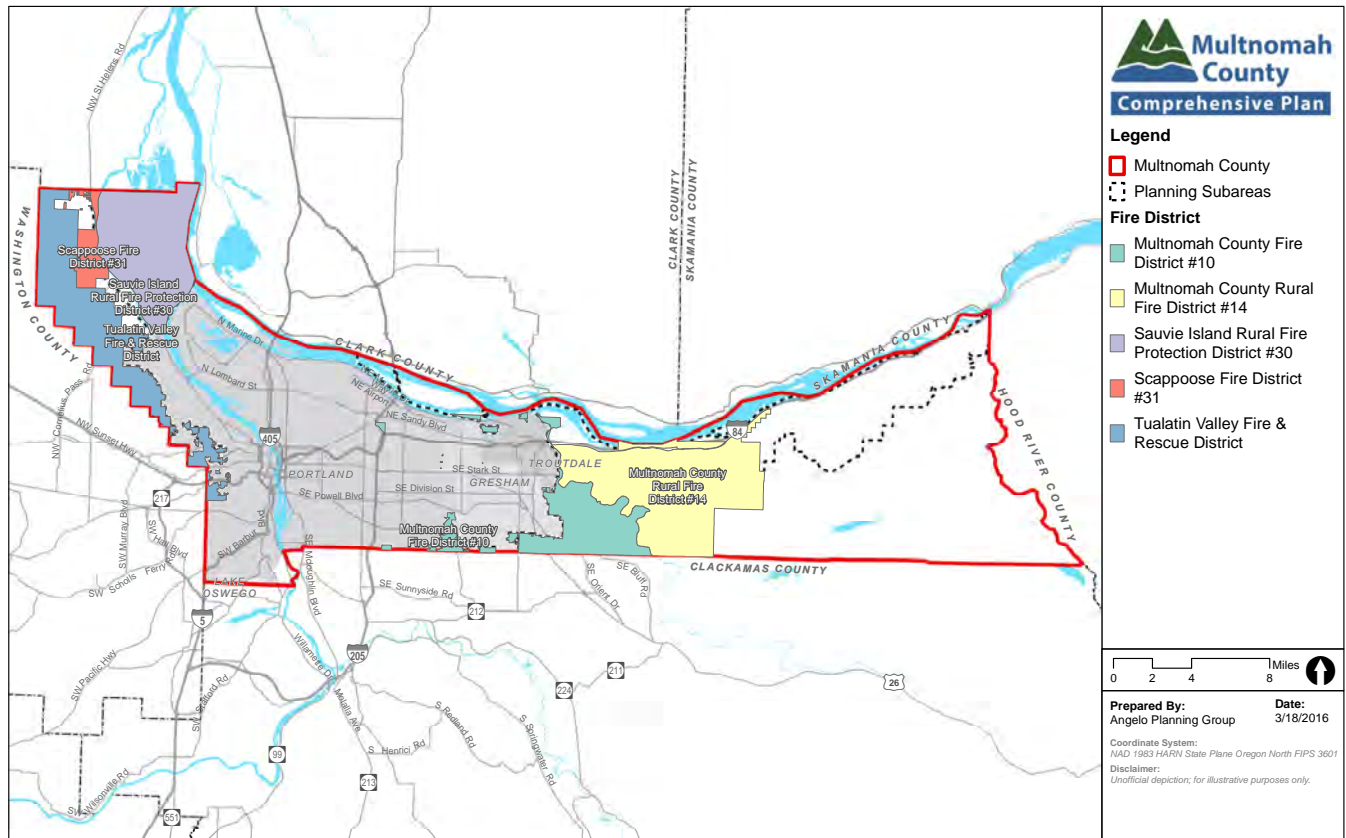 NW St Helens Rd
WASHINGTON COUNTY
Scappoose Fire
District #31
Sauvie Island
Rural Fire Protection
District #30
Tualatin Valley
Fire & Rescue
District
CLARK COUNTY
SKAMANIA COUNTY
N Marine Dr
CLARK COUNTY
SKAMANIA COUNTY
HOOD RIVER COUNTY
N Lombard St
NE Airport
NE Sandy Blvd
NW Cornelius Pass. Rd
NW Sunset Hwy
405
84
PORTLAND
SE Stark St
TROUTDALE
GRESHAM
SE Division St
SE Powell Blvd
Multnomah County
Rural Fire
District #14
217
SW Murray Blvd
SW Hall Blvd
SW Scholls Ferry Rd
SW Barbur Blvd
Multnomah County
Fire District #10
CLACKAMAS COUNTY
LAKE
OSWEGO
SE Mcloughlin Blvd
SE Sunnyside Rd
212
SE Orient Dr
SE Bluff Rd
5
205
Willamette Dr
211
224
26
SW Pacific Hwy
SW Stafford Rd
Molalla Ave
S Redland Rd
S Springwater Rd
S Henrici Rd
99
213
SW Wilsonville Rd
551
Multnomah
County
Comprehensive Plan
Legend
Multnomah County
Planning Subareas
Fire District
Multnomah County Fire
District #10
Multnomah County Rural
Fire District #14
Sauvie Island Rural Fire
Protection District #30
Scappoose Fire District
#31
Tualatin Valley Fire &
Rescue District
Miles
0 2 4 8
Prepared By:
Angelo Planning Group
Date:
3/18/2016
Coordinate System:
NAD 1983 HARN State Plane Oregon North FIPS 3601
Disclaimer:
Unofficial depiction; for illustrative purposes only.